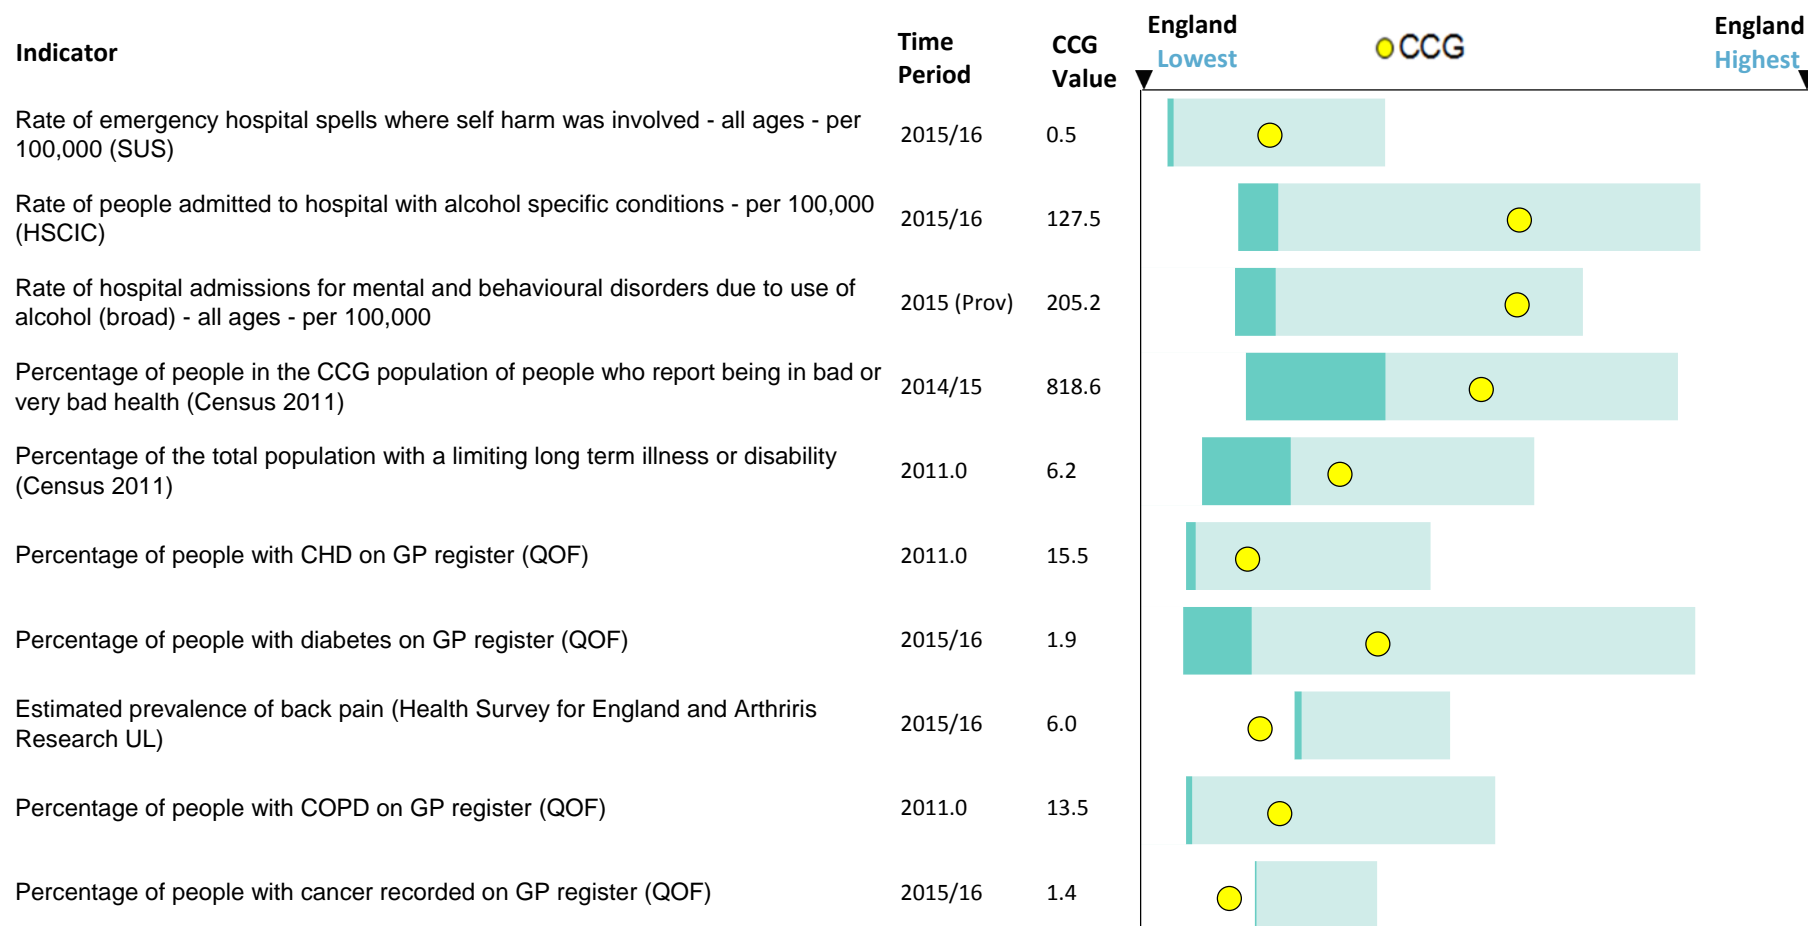 Indicator
Time
Period
CCG
Value
England
Lowest
CCG
England
Highest
Rate of emergency hospital spells where self harm was involved - all ages - per
100,000 (SUS)
2015/16
0.5
Rate of people admitted to hospital with alcohol specific conditions - per 100,000
(HSCIC)
2015/16
127.5
Rate of hospital admissions for mental and behavioural disorders due to use of
alcohol (broad) - all ages - per 100,000
2015 (Prov)
205.2
Percentage of people in the CCG population of people who report being in bad or
very bad health (Census 2011)
2014/15
818.6
Percentage of the total population with a limiting long term illness or disability
(Census 2011)
2011.0
6.2
Percentage of people with CHD on GP register (QOF)
2011.0
15.5
Percentage of people with diabetes on GP register (QOF)
2015/16
1.9
Estimated prevalence of back pain (Health Survey for England and Arthriris
Research UL)
2015/16
6.0
Percentage of people with COPD on GP register (QOF)
2011.0
13.5
Percentage of people with cancer recorded on GP register (QOF)
2015/16
1.4